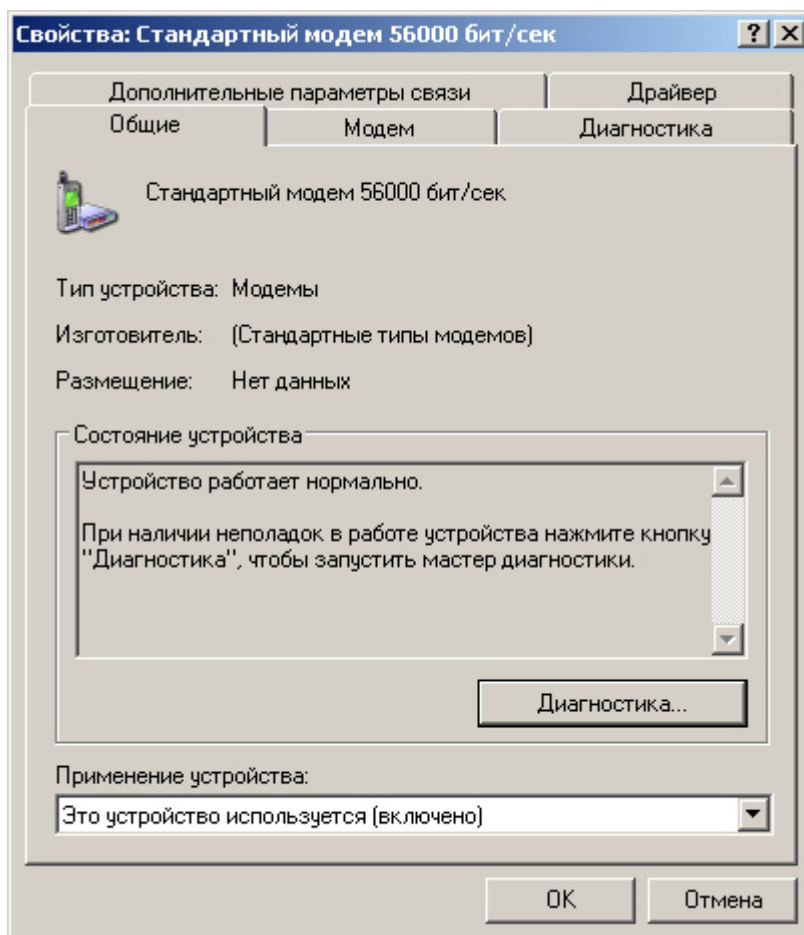 Свойства: Стандартный модем 56000 бит/сек
Дополнительные параметры связи Драйвер
Общие Модем Диагностика
Стандартный модем 56000 бит/сек
Тип устройства: Модемы
Изготовитель: (Стандартные типы модемов)
Размещение: Нет данных
Состояние устройства
Устройство работает нормально.
При наличии неполадок в работе устройства нажмите кнопку
"Диагностика", чтобы запустить мастер диагностики.
Диагностика...
Применение устройства:
Это устройство используется (включено)
OK Отмена